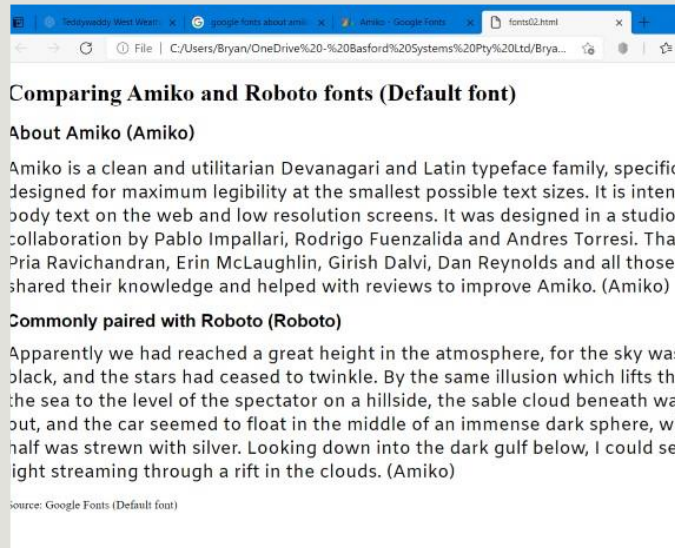 Teddywaddy West Weath
google fonts about amik
Amiko - Google Fonts
fonts02.html
File | C:/Users/Bryan/OneDrive%20-%20Basford%20Systems%20Pty%20Ltd/Brya...
Comparing Amiko and Roboto fonts (Default font)
About Amiko (Amiko)
Amiko is a clean and utilitarian Devanagari and Latin typeface family, specific
designed for maximum legibility at the smallest possible text sizes. It is inten
body text on the web and low resolution screens. It was designed in a studio
collaboration by Pablo Impallari, Rodrigo Fuenzalida and Andres Torresi. Tha
Pria Ravichandran, Erin McLaughlin, Girish Dalvi, Dan Reynolds and all those
shared their knowledge and helped with reviews to improve Amiko. (Amiko)
Commonly paired with Roboto (Roboto)
Apparently we had reached a great height in the atmosphere, for the sky was
black, and the stars had ceased to twinkle. By the same illusion which lifts th
the sea to the level of the spectator on a hillside, the sable cloud beneath wa
out, and the car seemed to float in the middle of an immense dark sphere, w
half was strewn with silver. Looking down into the dark gulf below, I could se
ight streaming through a rift in the clouds. (Amiko)
Source: Google Fonts (Default font)